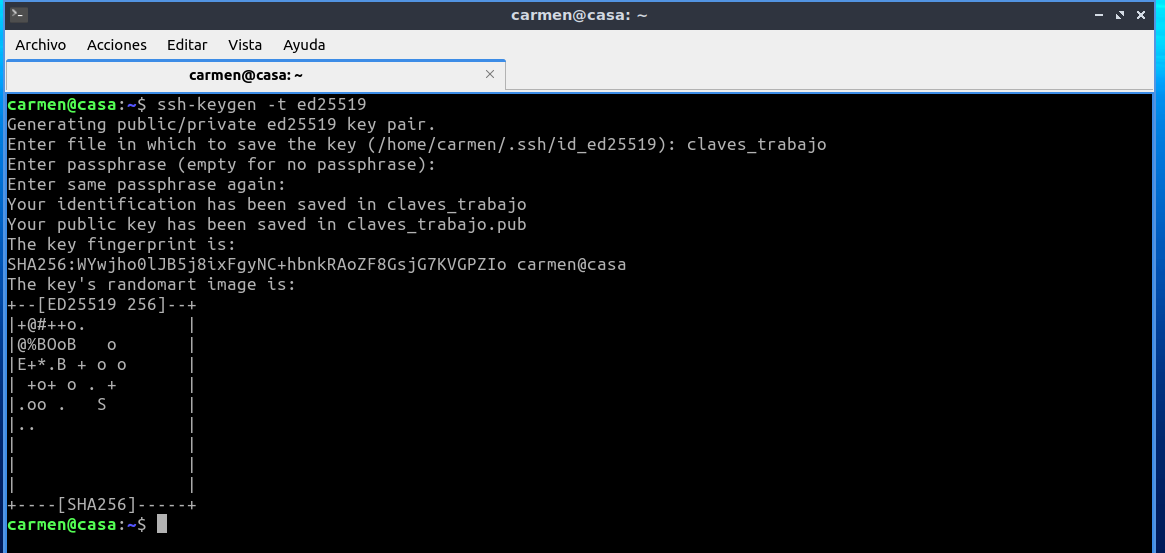 carmen@casa: ~
Archivo Acciones Editar Vista Ayuda
carmen@casa: ~
carmen@casa:~$ ssh-keygen -t ed25519
Generating public/private ed25519 key pair.
Enter file in which to save the key (/home/carmen/.ssh/id_ed25519): claves_trabajo
Enter passphrase (empty for no passphrase):
Enter same passphrase again:
Your identification has been saved in claves_trabajo
Your public key has been saved in claves_trabajo.pub
The key fingerprint is:
SHA256:WYwjho0lJB5j8ixFgyNC+hbnkRAoZF8GsjG7KVGPZIo carmen@casa
The key's randomart image is:
+--[ED25519 256]--+
|+@#++o.          |
|@%BOoB   o       |
|E+*.B + o o      |
| +o+ o . +       |
|.oo .   S        |
|..               |
|                 |
|                 |
|                 |
+----[SHA256]-----+
carmen@casa:~$